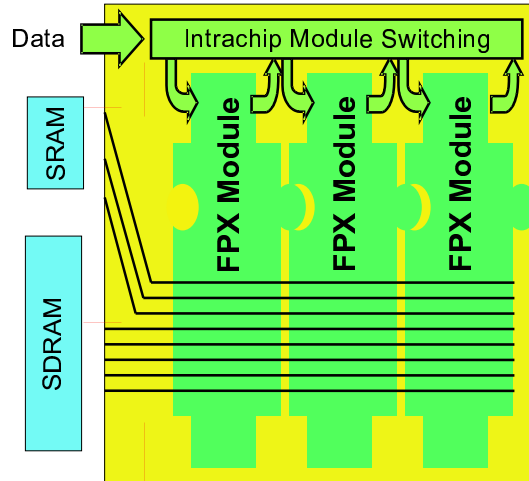 Data
Intrachip Module Switching
SRAM
FPX Module
FPX Module
FPX Module
SDRAM